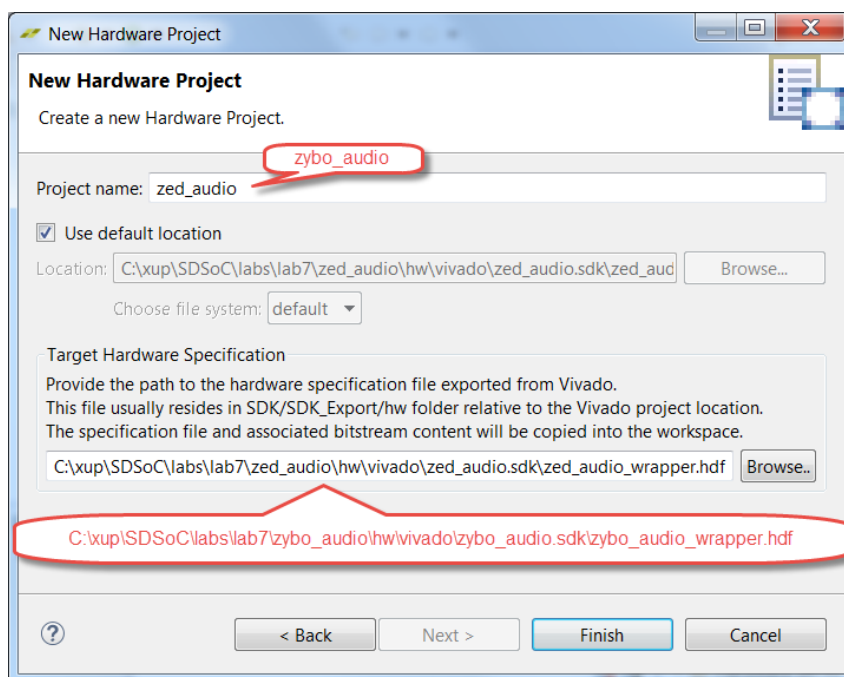 New Hardware Project
New Hardware Project
Create a new Hardware Project.
zybo_audio
Project name: zed_audio
Use default location
Location: C:\xup\SDSoC\labs\lab7\zed_audio\hw\vivado\zed_audio.sdk\zed_aud Browse...
Choose file system: default
Target Hardware Specification
Provide the path to the hardware specification file exported from Vivado.
This file usually resides in SDK/SDK_Export/hw folder relative to the Vivado project location.
The specification file and associated bitstream content will be copied into the workspace.
C:\xup\SDSoC\labs\lab7\zed_audio\hw\vivado\zed_audio.sdk\zed_audio_wrapper.hdf Browse..
C:\xup\SDSoC\labs\lab7\zybo_audio\hw\vivado\zybo_audio.sdk\zybo_audio_wrapper.hdf
? < Back Next > Finish Cancel